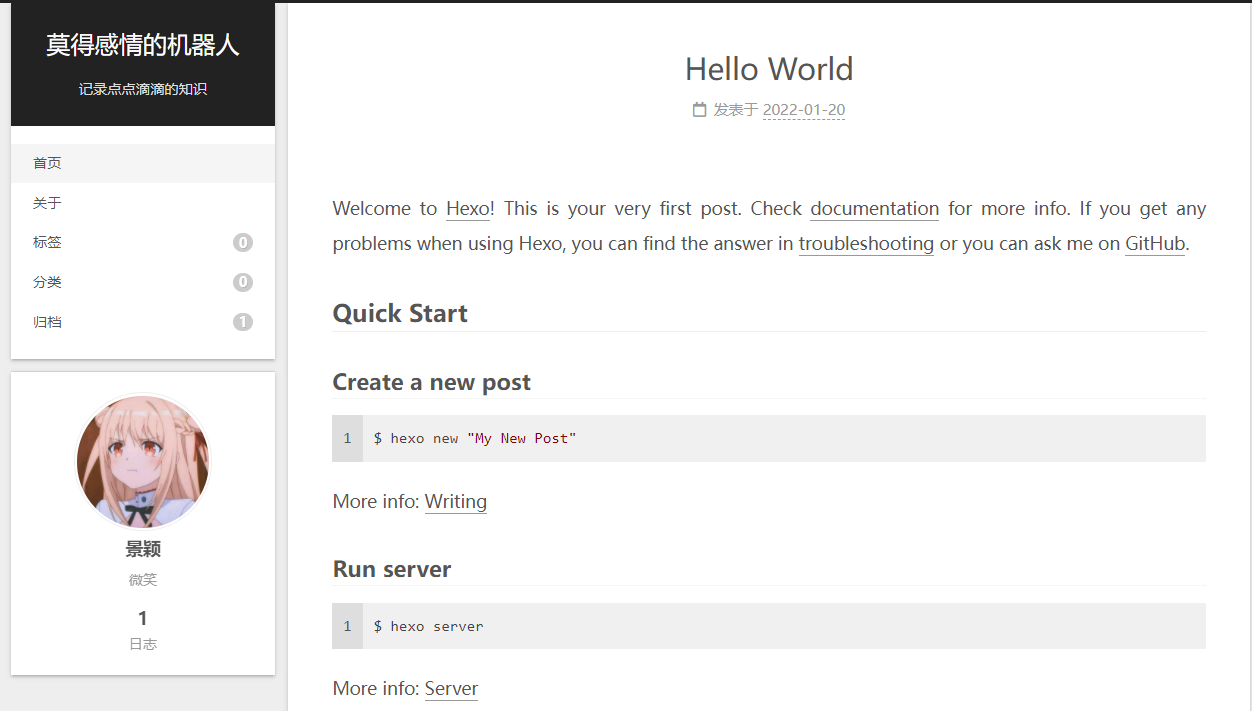 莫得感情的机器人
记录点点滴滴的知识
首页
关于
标签 0
分类 0
归档 1
景颖
微笑
1
日志
Hello World
发表于 2022-01-20
Welcome to Hexo! This is your very first post. Check documentation for more info. If you get any
problems when using Hexo, you can find the answer in troubleshooting or you can ask me on GitHub.
Quick Start
Create a new post
1 $ hexo new "My New Post"
More info: Writing
Run server
1 $ hexo server
More info: Server